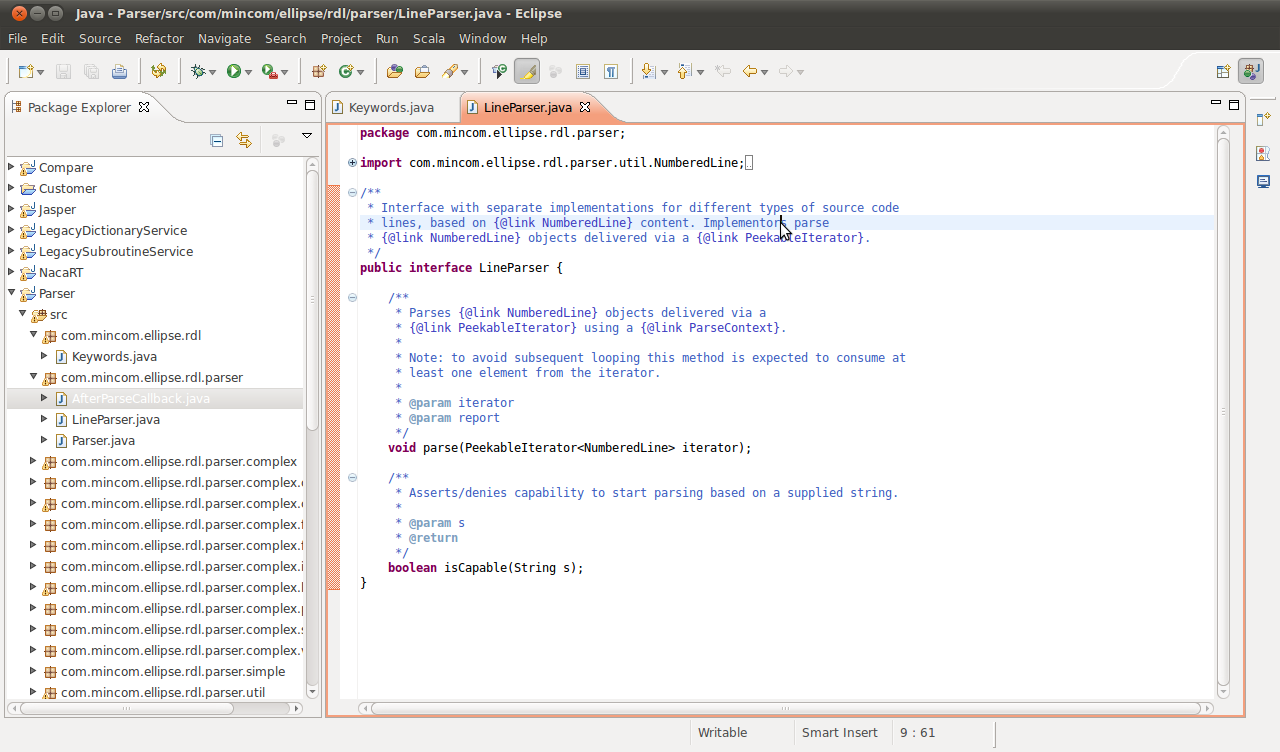 Java - Parser/src/com/mincom/ellipse/rdl/parser/LineParser.java - Eclipse
File Edit Source Refactor Navigate Search Project Run Scala Window Help
Package Explorer
Compare
Customer
Jasper
LegacyDictionaryService
LegacySubroutineService
NacaRT
Parser
src
com.mincom.ellipse.rdl
Keywords.java
com.mincom.ellipse.rdl.parser
AfterParseCallback.java
LineParser.java
Parser.java
com.mincom.ellipse.rdl.parser.complex
com.mincom.ellipse.rdl.parser.complex.
com.mincom.ellipse.rdl.parser.complex.
com.mincom.ellipse.rdl.parser.complex.
com.mincom.ellipse.rdl.parser.complex.
com.mincom.ellipse.rdl.parser.complex.
com.mincom.ellipse.rdl.parser.complex.
com.mincom.ellipse.rdl.parser.complex.
com.mincom.ellipse.rdl.parser.complex.
com.mincom.ellipse.rdl.parser.complex.
com.mincom.ellipse.rdl.parser.simple
com.mincom.ellipse.rdl.parser.util
Keywords.java LineParser.java
package com.mincom.ellipse.rdl.parser;
import com.mincom.ellipse.rdl.parser.util.NumberedLine;
/**
* Interface with separate implementations for different types of source code
* lines, based on {@link NumberedLine} content. Implementors parse
* {@link NumberedLine} objects delivered via a {@link PeekableIterator}.
*/
public interface LineParser {
/**
* Parses {@link NumberedLine} objects delivered via a
* {@link PeekableIterator} using a {@link ParseContext}.
*
* Note: to avoid subsequent looping this method is expected to consume at
* least one element from the iterator.
*
* @param iterator
* @param report
*/
void parse(PeekableIterator<NumberedLine> iterator);
/**
* Asserts/denies capability to start parsing based on a supplied string.
*
* @param s
* @return
*/
boolean isCapable(String s);
}
Writable Smart Insert 9 : 61